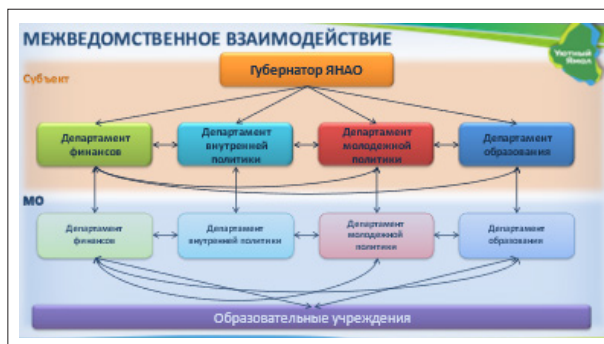 МЕЖВЕДОМСТВЕННОЕ ВЗАИМОДЕЙСТВИЕ
Уютный
Ямал
Губернатор ЯНАО
Субъект
Департамент
финансов
Департамент
внутренней
политики
Департамент
молодежной
политики
Департамент
образования
МО
Департамент
финансов
Департамент
внутренней политики
Департамент
молодежной
политики
Департамент
образования
Образовательные учреждения